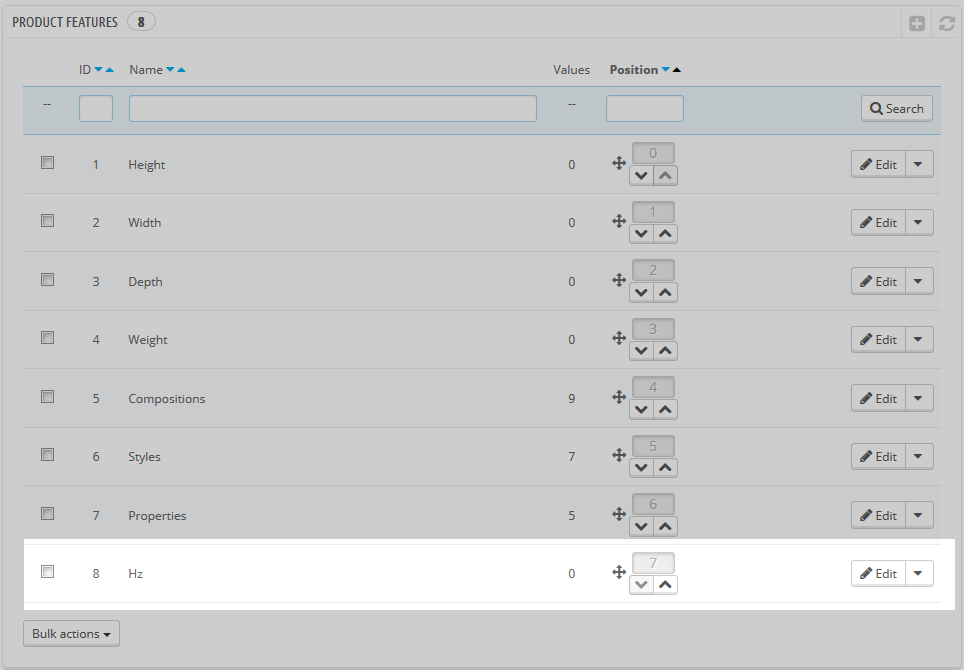 PRODUCT FEATURES 8
ID Name Values Position
-- -- Search
1 Height 0 0 Edit
2 Width 0 1 Edit
3 Depth 0 2 Edit
4 Weight 0 3 Edit
5 Compositions 9 4 Edit
6 Styles 7 5 Edit
7 Properties 5 6 Edit
8 Hz 0 7 Edit
Bulk actions